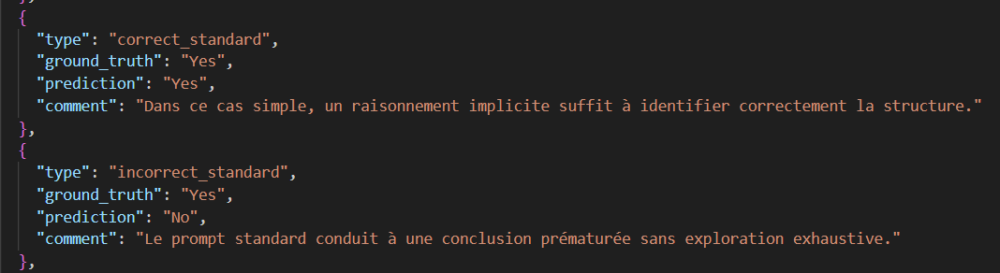 },
{
"type": "correct_standard",
"ground_truth": "Yes",
"prediction": "Yes",
"comment": "Dans ce cas simple, un raisonnement implicite suffit à identifier correctement la structure."
},
{
"type": "incorrect_standard",
"ground_truth": "Yes",
"prediction": "No",
"comment": "Le prompt standard conduit à une conclusion prématurée sans exploration exhaustive."
},